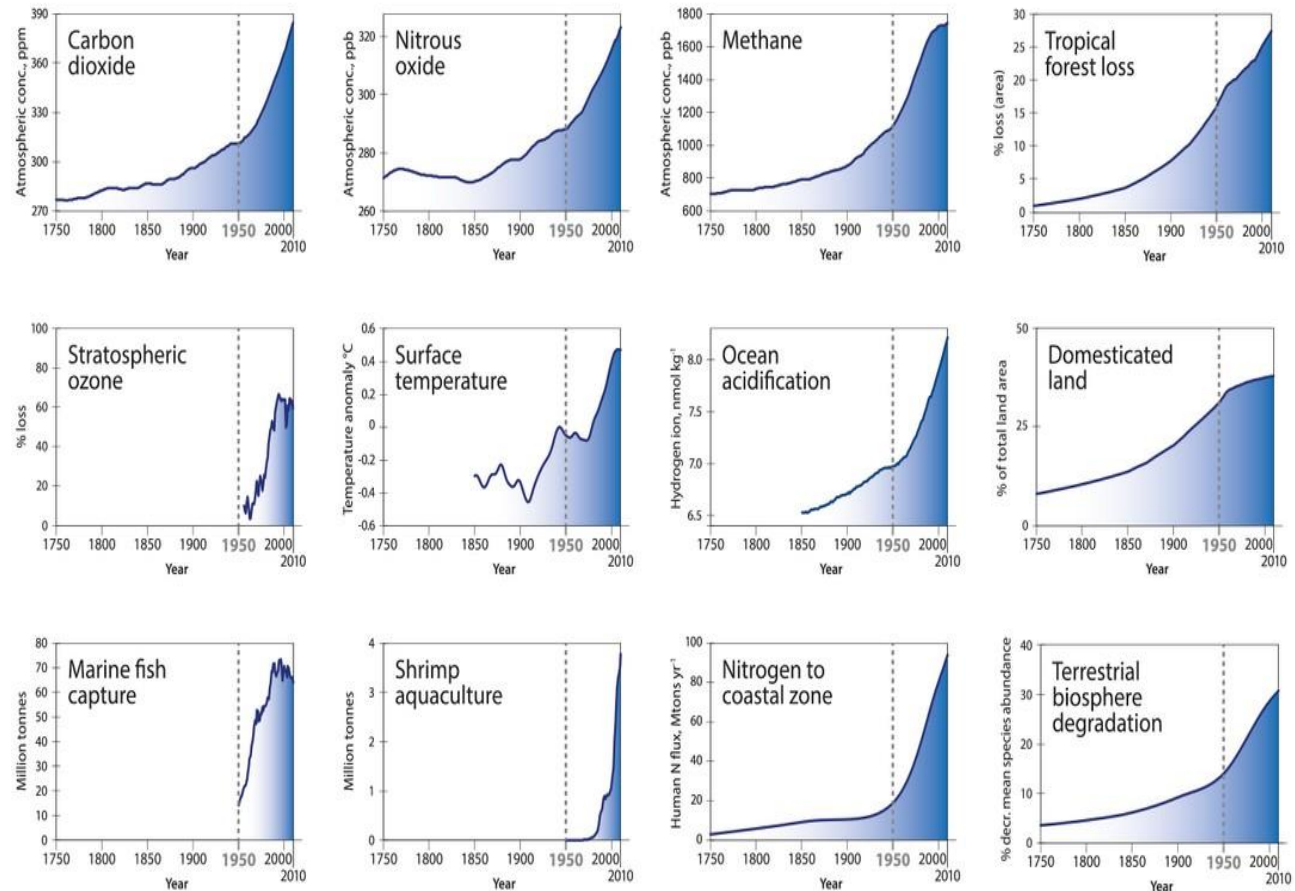 390
360
330
300
270
Atmospheric conc., ppm
Carbon
dioxide
1750 1800 1850 1900 1950 2000
2010
Year
320
300
280
260
Atmospheric conc., ppb
Nitrous
oxide
1750 1800 1850 1900 1950 2000
2010
Year
1800
1600
1400
1200
1000
800
600
Atmospheric conc., ppb
Methane
1750 1800 1850 1900 1950 2000
2010
Year
30
25
20
15
10
5
0
% loss (area)
Tropical
forest loss
1750 1800 1850 1900 1950 2000
2010
Year
100
80
60
40
20
0
% loss
Stratospheric
ozone
1750 1800 1850 1900 1950 2000
2010
Year
0.6
0.4
0.2
0
-0.2
-0.4
-0.6
Temperature anomaly °C
Surface
temperature
1750 1800 1850 1900 1950 2000
2010
Year
8.0
7.5
7.0
6.5
Hydrogen ion, nmol kg⁻¹
Ocean
acidification
1750 1800 1850 1900 1950 2000
2010
Year
50
25
0
% of total land area
Domesticated
land
1750 1800 1850 1900 1950 2000
2010
Year
80
70
60
50
40
30
20
10
0
Million tonnes
Marine fish
capture
1750 1800 1850 1900 1950 2000
2010
Year
4
3
2
1
0
Million tonnes
Shrimp
aquaculture
1750 1800 1850 1900 1950 2000
2010
Year
100
80
60
40
20
0
Human N flux, Mtons yr⁻¹
Nitrogen to
coastal zone
1750 1800 1850 1900 1950 2000
2010
Year
40
30
20
10
0
% decr. mean species abundance
Terrestrial
biosphere
degradation
1750 1800 1850 1900 1950 2000
2010
Year